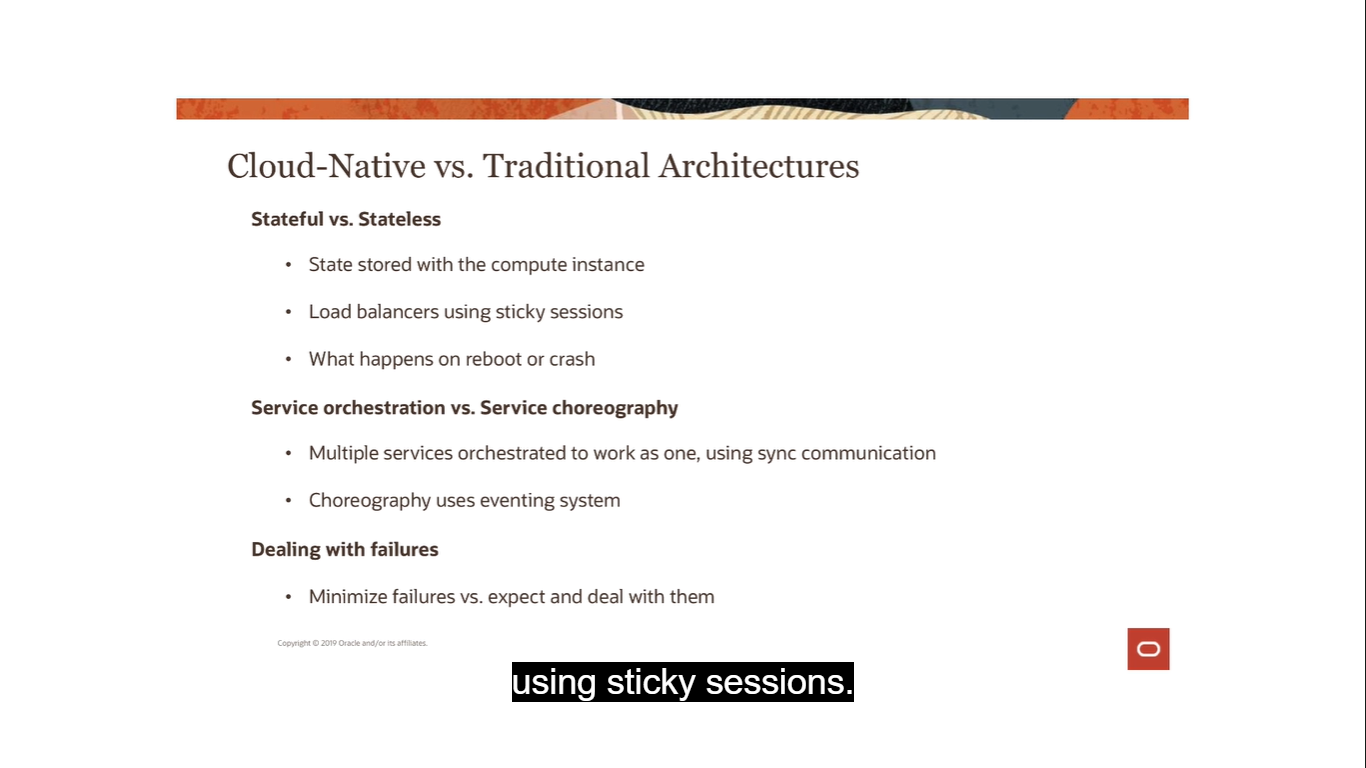 Cloud-Native vs. Traditional Architectures
Stateful vs. Stateless
• State stored with the compute instance
• Load balancers using sticky sessions
• What happens on reboot or crash
Service orchestration vs. Service choreography
• Multiple services orchestrated to work as one, using sync communication
• Choreography uses eventing system
Dealing with failures
• Minimize failures vs. expect and deal with them
Copyright © 2019 Oracle and/or its affiliates.
using sticky sessions.